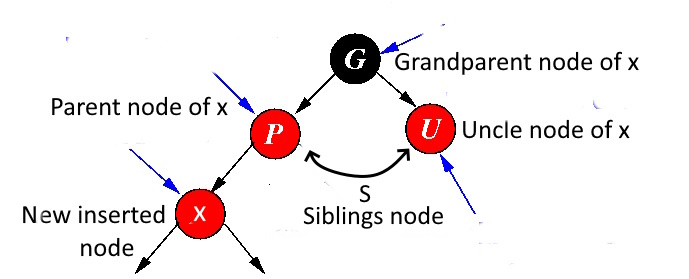 G
Grandparent node of x
Parent node of x
P
U
Uncle node of x
S
Siblings node
New inserted
node
X